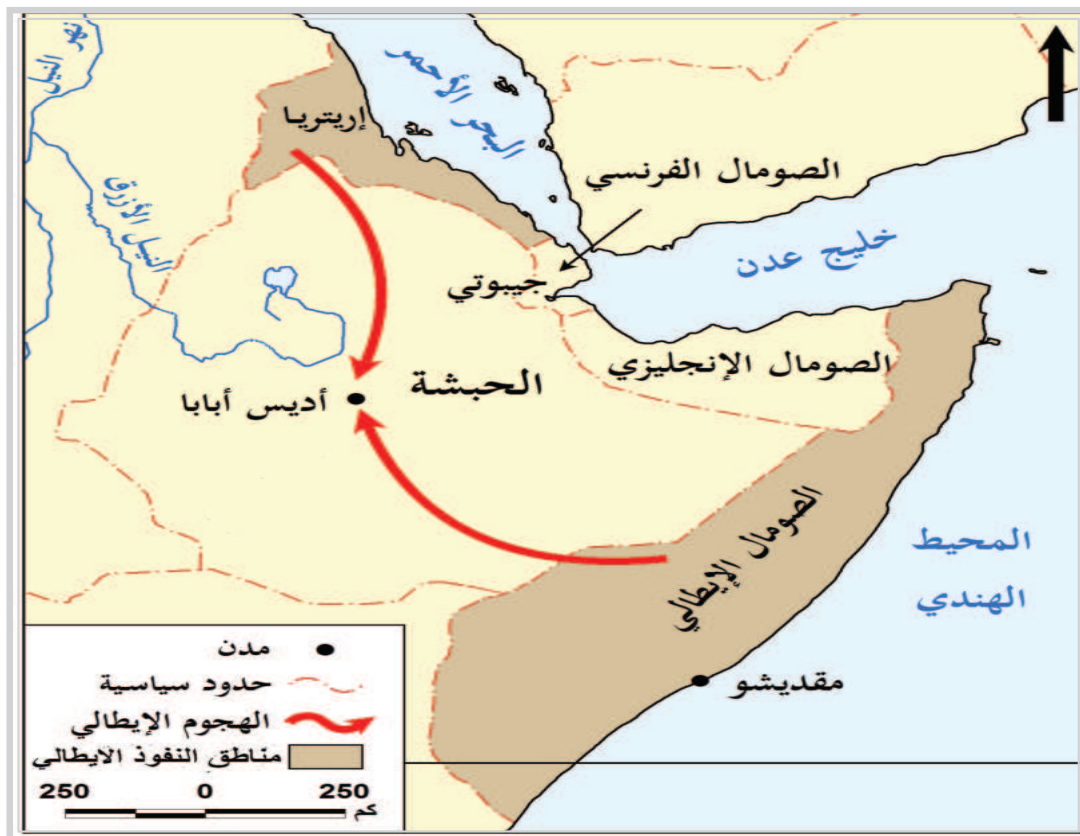 نهر النيل
البحر الأحمر
إريتريا
النيل الأزرق
الصومال الفرنسي
خليج عدن
جيبوتي
الصومال الإنجليزي
الحبشة
أديس أبابا
الصومال الإيطالي
المحيط
الهندي
مقديشو
مدن
حدود سياسية
الهجوم الإيطالي
مناطق النفوذ الايطالي
250 0 250
كم